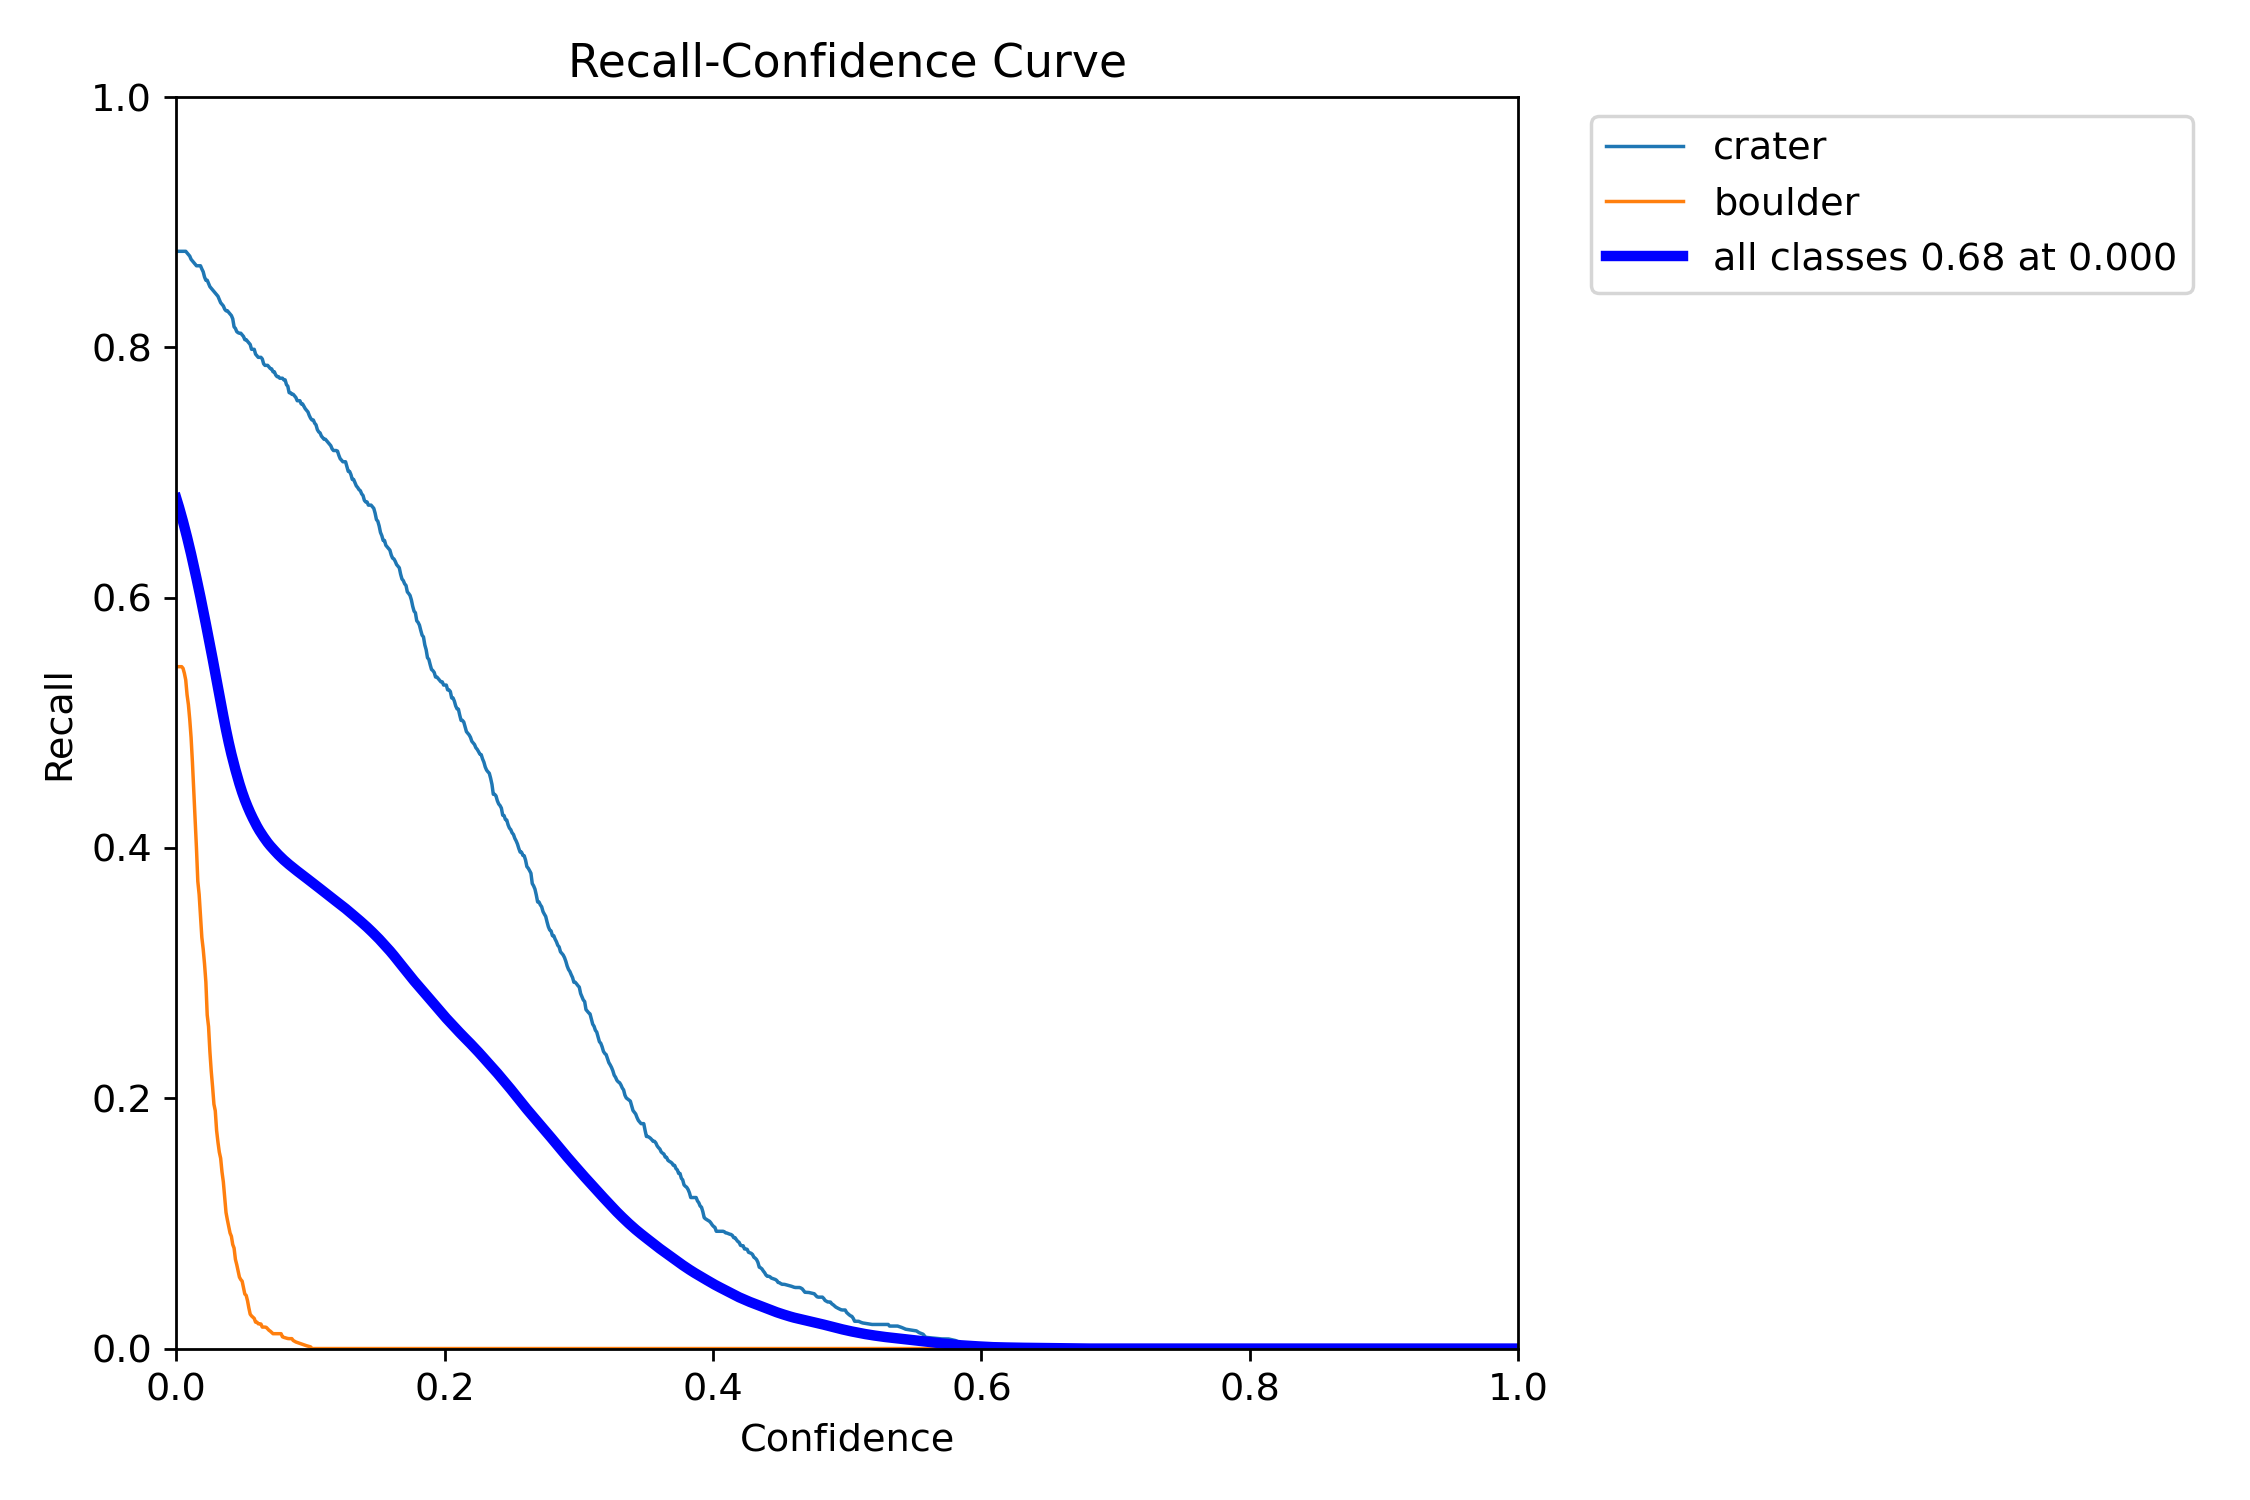 Recall-Confidence Curve
1.0
0.8
0.6
0.4
0.2
0.0
Recall
0.0 0.2 0.4 0.6 0.8 1.0
Confidence
crater
boulder
all classes 0.68 at 0.000